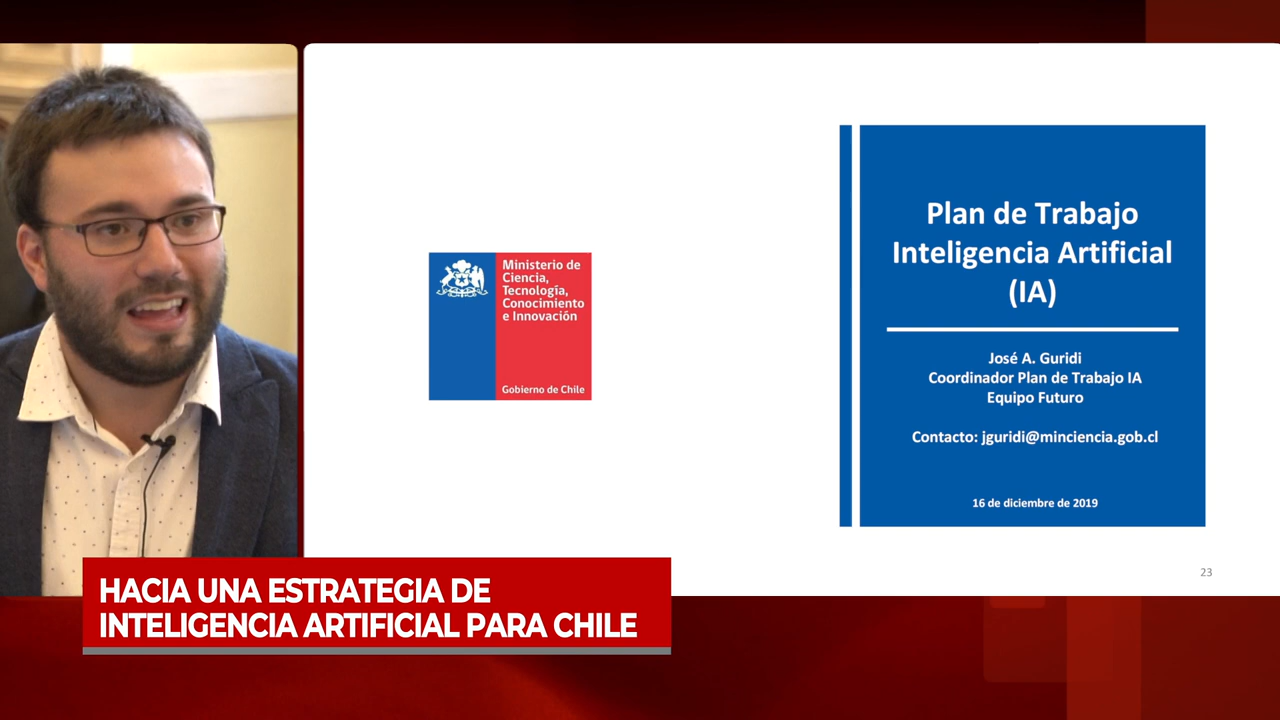 Ministerio de
Ciencia,
Tecnología,
Conocimiento
e Innovación
Gobierno de Chile
Plan de Trabajo
Inteligencia Artificial
(IA)
José A. Guridi
Coordinador Plan de Trabajo IA
Equipo Futuro
Contacto: jguridi@minciencia.gob.cl
16 de diciembre de 2019
23
HACIA UNA ESTRATEGIA DE
INTELIGENCIA ARTIFICIAL PARA CHILE